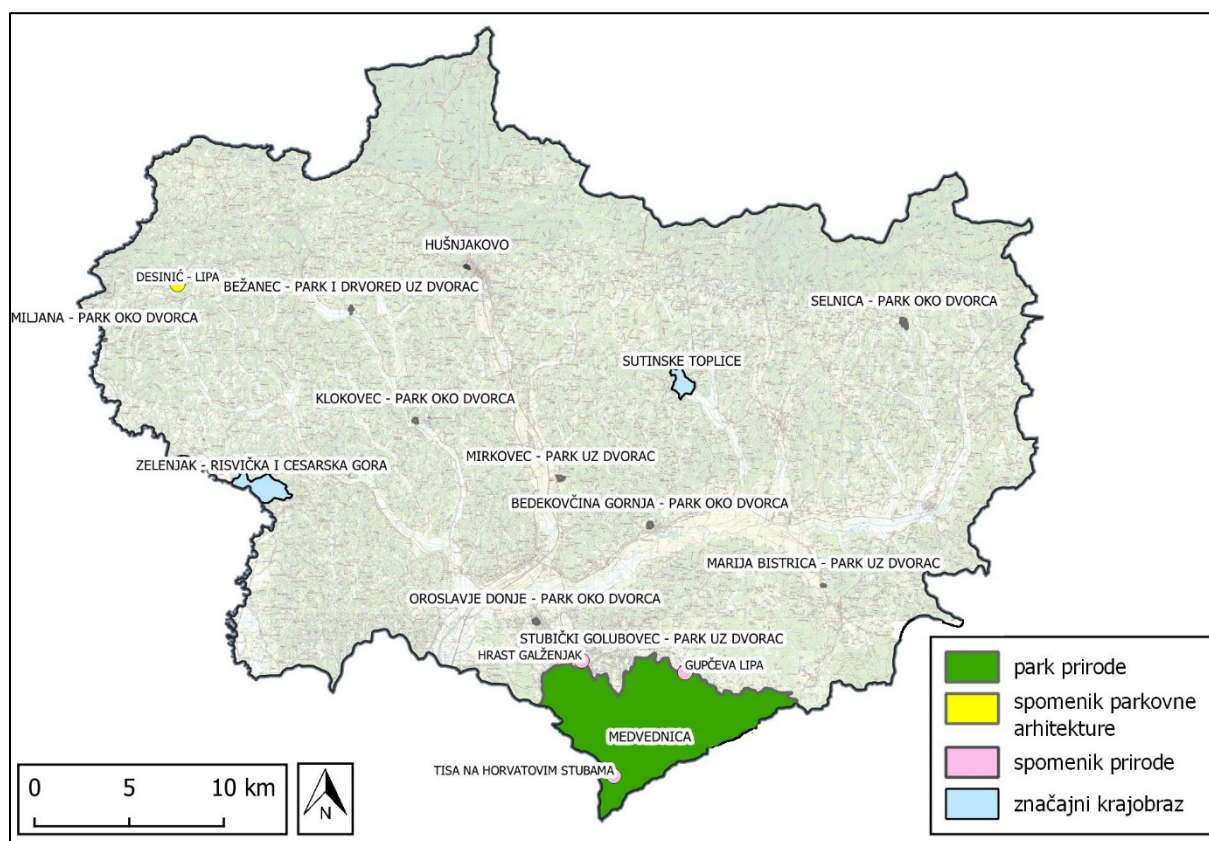 HUŠNJAKOVO
DESINIĆ - LIPA
BEŽANEC - PARK I DRVORED UZ DVORAC
SELNICA - PARK OKO DVORCA
MILJANA - PARK OKO DVORCA
SUTINSKE TOPLICE
KLOKOVEC - PARK OKO DVORCA
MIRKOVEC - PARK UZ DVORAC
ZELENJAK - RISVIČKA I CESARSKA GORA
BEDEKOVČINA GORNJA - PARK OKO DVORCA
MARIJA BISTRICA - PARK UZ DVORAC
OROSLAVJE DONJE - PARK OKO DVORCA
STUBIČKI GOLUBOVEC - PARK UZ DVORAC
HRAST GALŽENJAK
GUPČEVA LIPA
MEDVEDNICA
TISA NA HORVATOVIM STUBAMA
park prirode
spomenik parkovne
arhitekture
spomenik prirode
značajni krajobraz
0 5 10 km
N